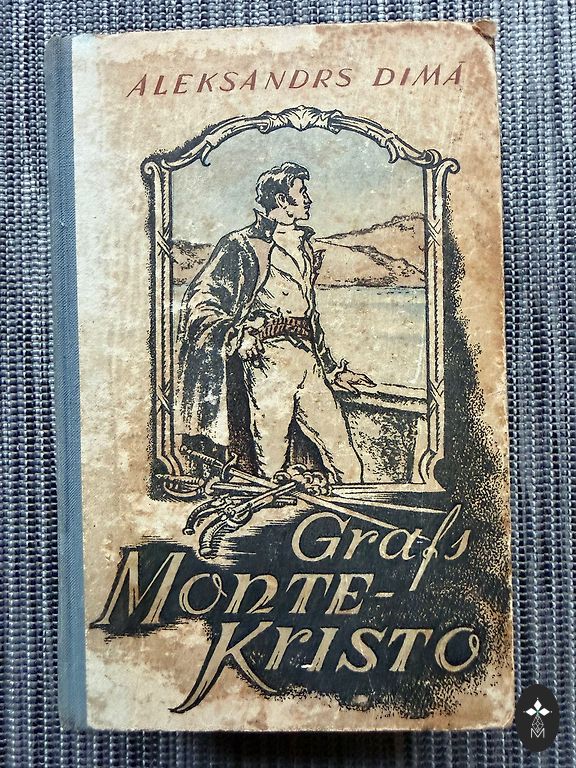 ALEKSANDRS DIMĀ
Grafs
MONTE-
KRISTO